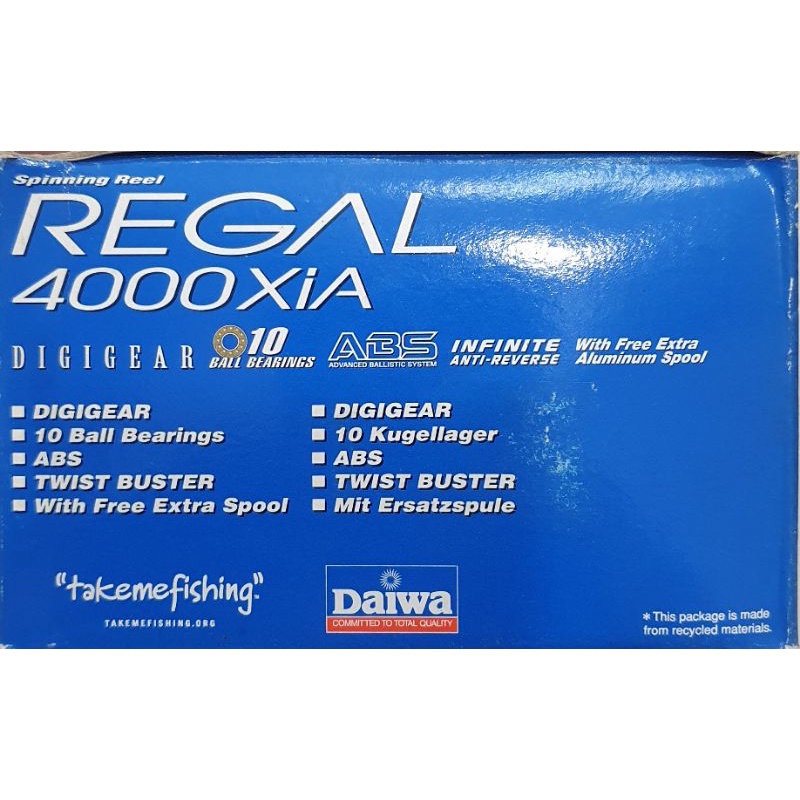 Spinning Reel
REGAL
4000XiA
DIGIGEAR 10 BALL BEARINGS ABS ADVANCED BALLISTIC SYSTEM INFINITE ANTI-REVERSE With Free Extra Aluminum Spool
■ DIGIGEAR
■ 10 Ball Bearings
■ ABS
■ TWIST BUSTER
■ With Free Extra Spool
■ DIGIGEAR
■ 10 Kugellager
■ ABS
■ TWIST BUSTER
■ Mit Ersatzspule
"takemefishing."
TAKEMEFISHING.ORG
Daiwa
COMMITTED TO TOTAL QUALITY
*This package is made
from recycled materials.